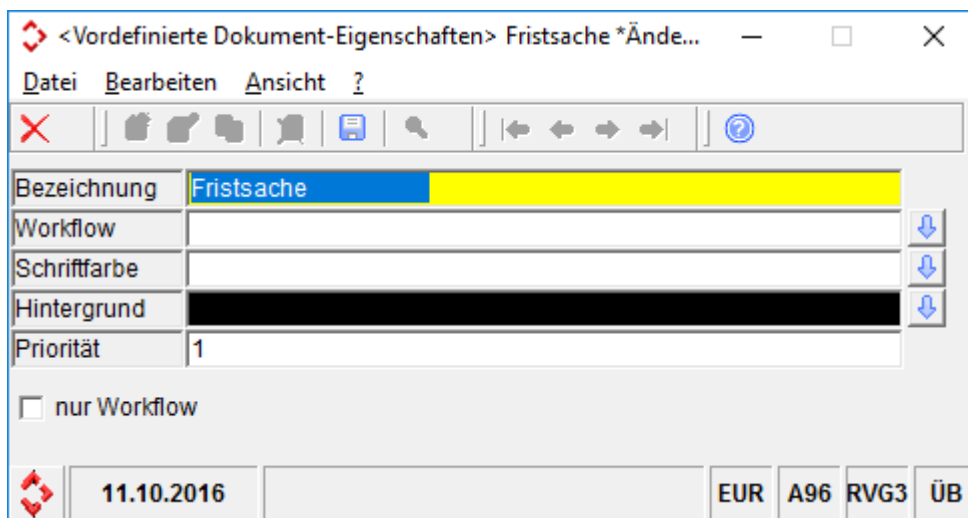 <Vordefinierte Dokument-Eigenschaften> Fristsache *Ände...
Datei Bearbeiten Ansicht ?
Bezeichnung Fristsache
Workflow
Schriftfarbe
Hintergrund
Priorität 1
nur Workflow
11.10.2016 EUR A96 RVG3 ÜB